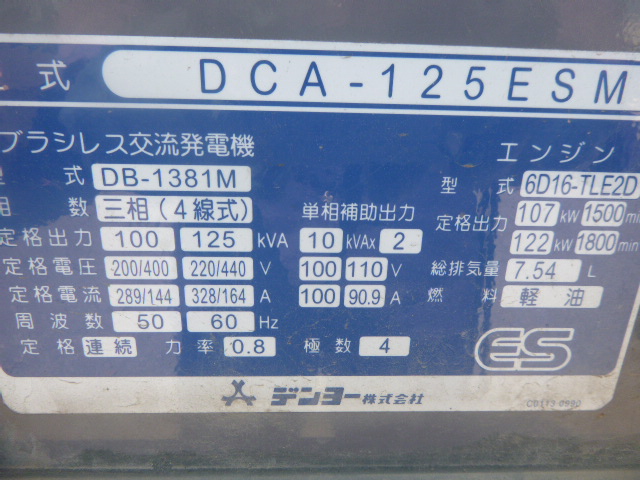 式 DCA-125ESM
ブラシレス交流発電機 エンジン
型 式 DB-1381M 型 式 6D16-TLE2D
相 数 三相(4線式) 単相補助出力 定格出力 107 kW 1500 min
定格出力 100 125 kVA 10 kVAx 2 122 kW 1800 min
定格電圧 200/400 220/440 V 100 110 V 総排気量 7.54 L
定格電流 289/144 328/164 A 100 90.9 A 燃 料 軽 油
周 波 数 50 60 Hz
定 格 連続 力 率 0.8 極数 4 ES
デンヨー株式会社